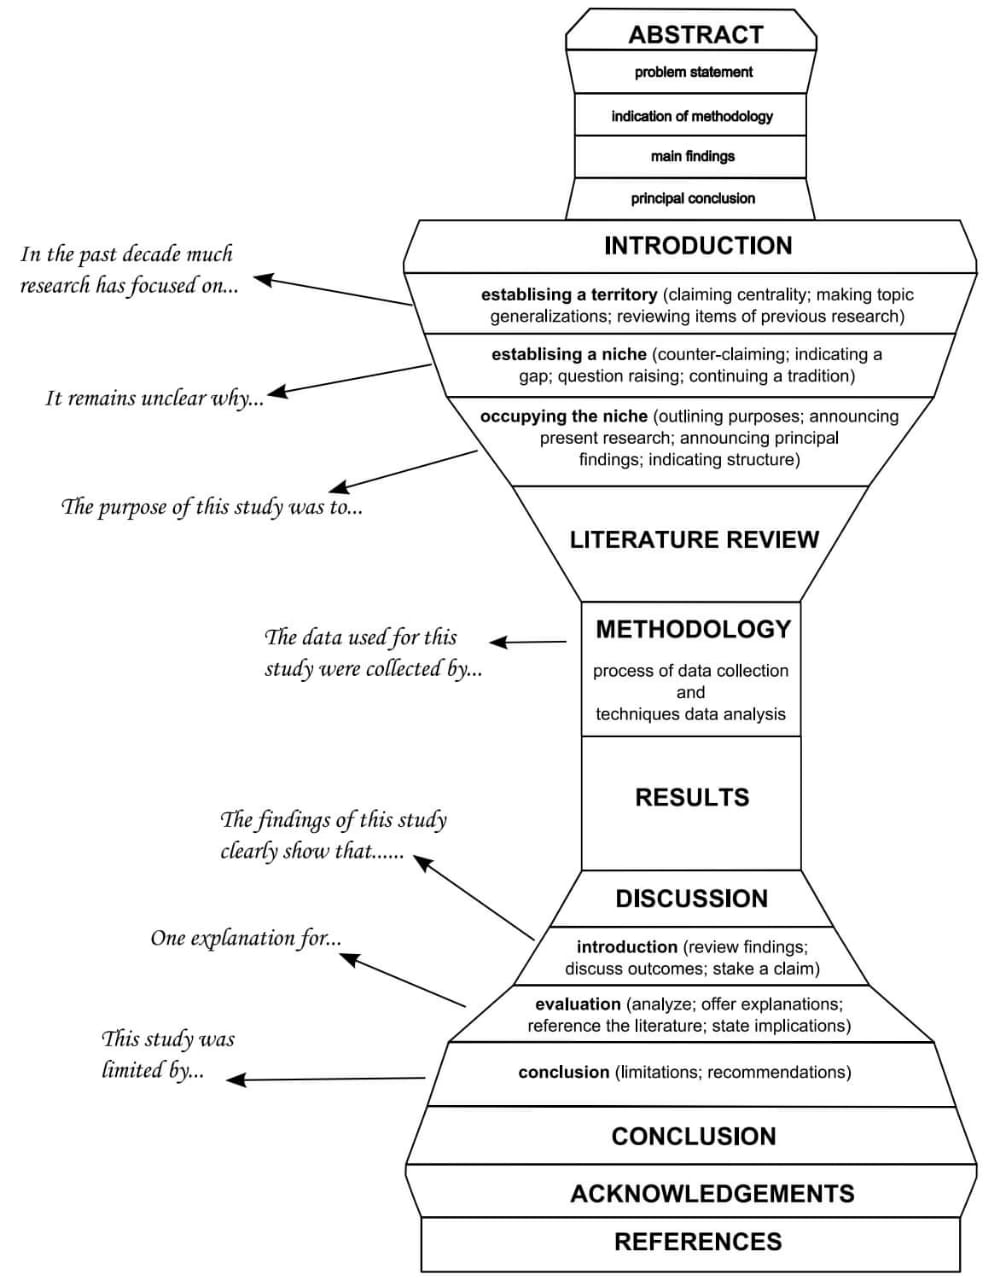 ABSTRACT
problem statement
indication of methodology
main findings
principal conclusion
INTRODUCTION
In the past decade much
research has focused on...
establising a territory (claiming centrality; making topic
generalizations; reviewing items of previous research)
establising a niche (counter-claiming; indicating a
gap; question raising; continuing a tradition)
It remains unclear why...
occupying the niche (outlining purposes; announcing
present research; announcing principal
findings; indicating structure)
The purpose of this study was to...
LITERATURE REVIEW
METHODOLOGY
The data used for this
study were collected by...
process of data collection
and
techniques data analysis
RESULTS
The findings of this study
clearly show that......
DISCUSSION
introduction (review findings;
discuss outcomes; stake a claim)
One explanation for...
evaluation (analyze; offer explanations;
reference the literature; state implications)
This study was
limited by...
conclusion (limitations; recommendations)
CONCLUSION
ACKNOWLEDGEMENTS
REFERENCES